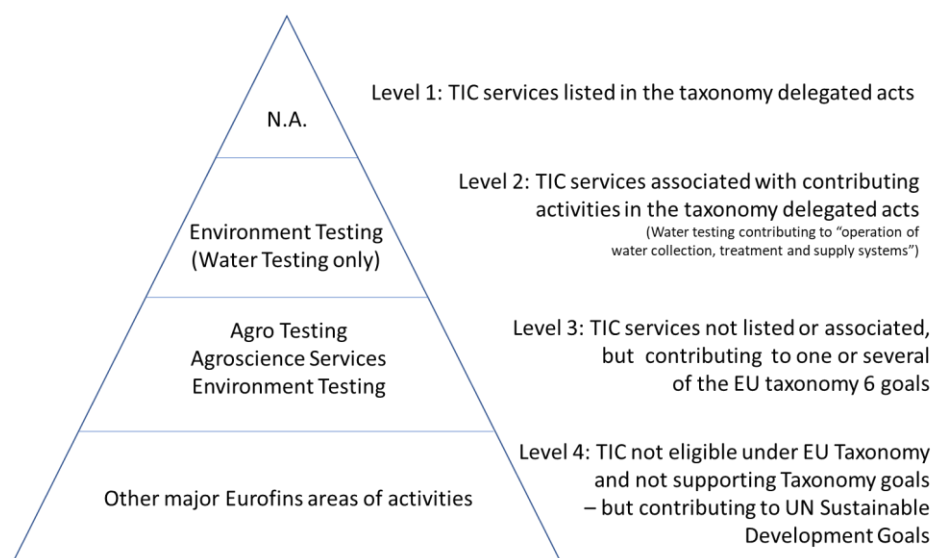 Level 1: TIC services listed in the taxonomy delegated acts
N.A.
Level 2: TIC services associated with contributing
activities in the taxonomy delegated acts
(Water testing contributing to “operation of
water collection, treatment and supply systems”)
Environment Testing
(Water Testing only)
Level 3: TIC services not listed or associated,
but contributing to one or several
of the EU taxonomy 6 goals
Agro Testing
Agroscience Services
Environment Testing
Level 4: TIC not eligible under EU Taxonomy
and not supporting Taxonomy goals
– but contributing to UN Sustainable
Development Goals
Other major Eurofins areas of activities